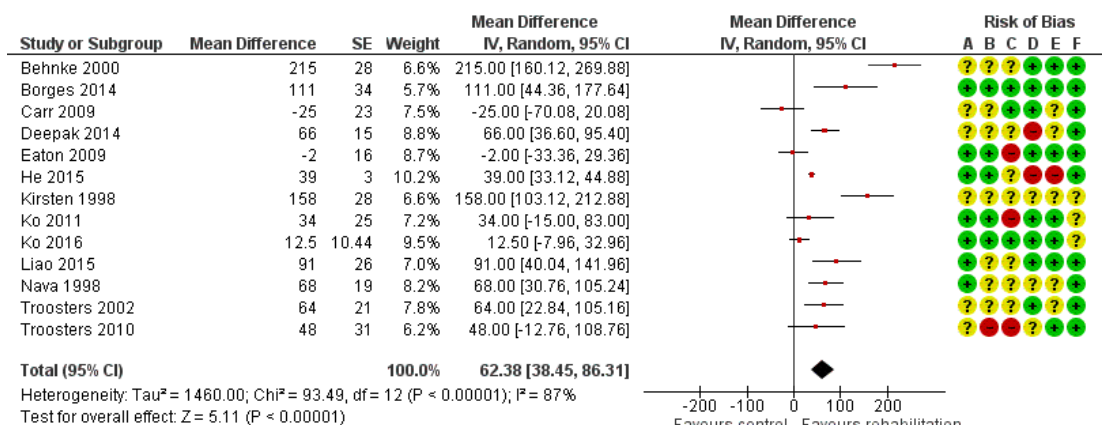 Mean Difference Mean Difference Risk of Bias
Study or Subgroup Mean Difference SE Weight IV, Random, 95% CI IV, Random, 95% CI A B C D E F
Behnke 2000 215 28 6.6% 215.00 [160.12, 269.88] ? ? ? + + +
Borges 2014 111 34 5.7% 111.00 [44.36, 177.64] + + + + + +
Carr 2009 -25 23 7.5% -25.00 [-70.08, 20.08] ? ? + + ? +
Deepak 2014 66 15 8.8% 66.00 [36.60, 95.40] ? ? ? - ? +
Eaton 2009 -2 16 8.7% -2.00 [-33.36, 29.36] + + - + + +
He 2015 39 3 10.2% 39.00 [33.12, 44.88] + + ? - - +
Kirsten 1998 158 28 6.6% 158.00 [103.12, 212.88] ? ? ? ? ? ?
Ko 2011 34 25 7.2% 34.00 [-15.00, 83.00] + + - + + ?
Ko 2016 12.5 10.44 9.5% 12.50 [-7.96, 32.96] + + + + + ?
Liao 2015 91 26 7.0% 91.00 [40.04, 141.96] + ? ? + + +
Nava 1998 68 19 8.2% 68.00 [30.76, 105.24] + ? ? ? ? +
Troosters 2002 64 21 7.8% 64.00 [22.84, 105.16] ? ? ? + ? +
Troosters 2010 48 31 6.2% 48.00 [-12.76, 108.76] ? - - ? + +
Total (95% CI) 100.0% 62.38 [38.45, 86.31]
Heterogeneity: Tau² = 1460.00; Chi² = 93.49, df = 12 (P < 0.00001); I² = 87%
Test for overall effect: Z = 5.11 (P < 0.00001)
-200 -100 0 100 200
Favours control Favours rehabilitation